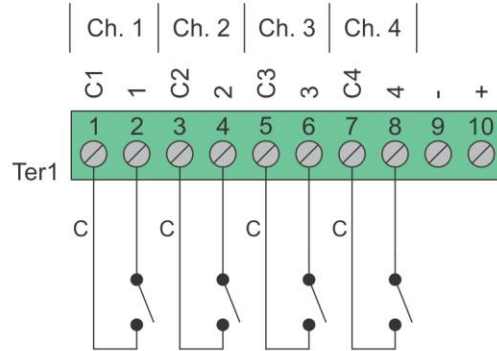 Ch. 1 Ch. 2 Ch. 3 Ch. 4
C1 1 C2 2 C3 3 C4 4 - +
1 2 3 4 5 6 7 8 9 10
Ter1
C C C C